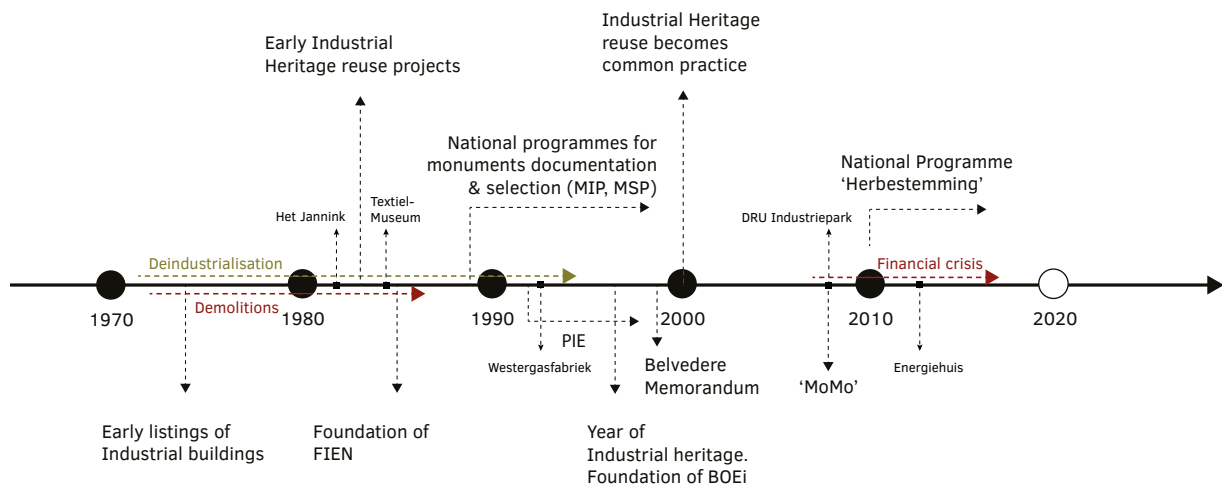 Early Industrial
Heritage reuse projects
Industrial Heritage
reuse becomes
common practice
National programmes for
monuments documentation
& selection (MIP, MSP)
National Programme
‘Herbestemming’
Het Jannink
Textiel-
Museum
DRU Industriepark
Deindustrialisation
Financial crisis
Demolitions
1970
1980
1990
2000
2010
2020
PIE
Westergasfabriek
Belvedere
Memorandum
‘MoMo’
Energiehuis
Early listings of
Industrial buildings
Foundation of
FIEN
Year of
Industrial heritage.
Foundation of BOEi